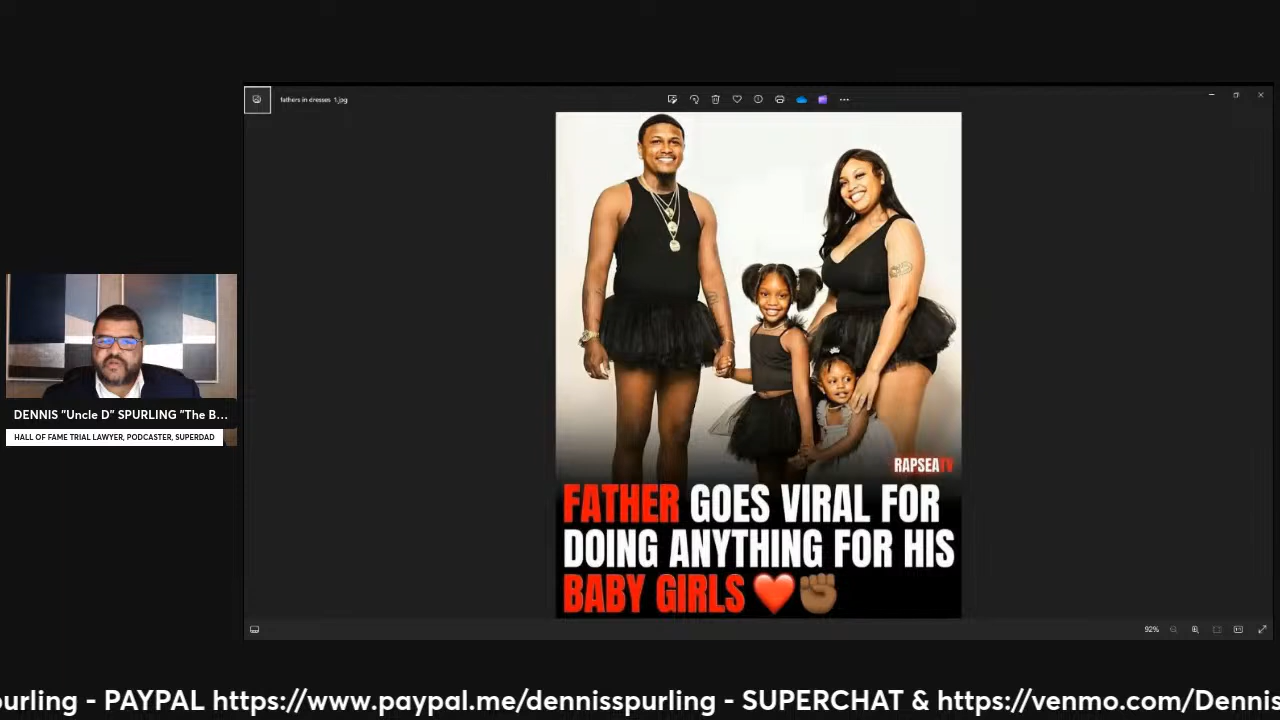 fathers in dresses 1.jpg
RAPSEATV
FATHER GOES VIRAL FOR
DOING ANYTHING FOR HIS
BABY GIRLS ❤️✊🏾
DENNIS "Uncle D" SPURLING "The B...
HALL OF FAME TRIAL LAWYER, PODCASTER, SUPERDAD
92%
purling - PAYPAL https://www.paypal.me/dennisspurling - SUPERCHAT & https://venmo.com/Dennis